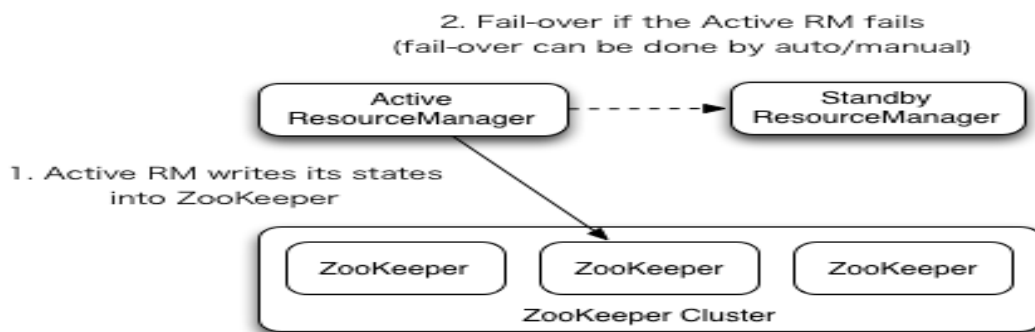 2. Fail-over if the Active RM fails
(fail-over can be done by auto/manual)
Active
ResourceManager
Standby
ResourceManager
1. Active RM writes its states
into ZooKeeper
ZooKeeper
ZooKeeper
ZooKeeper
ZooKeeper Cluster